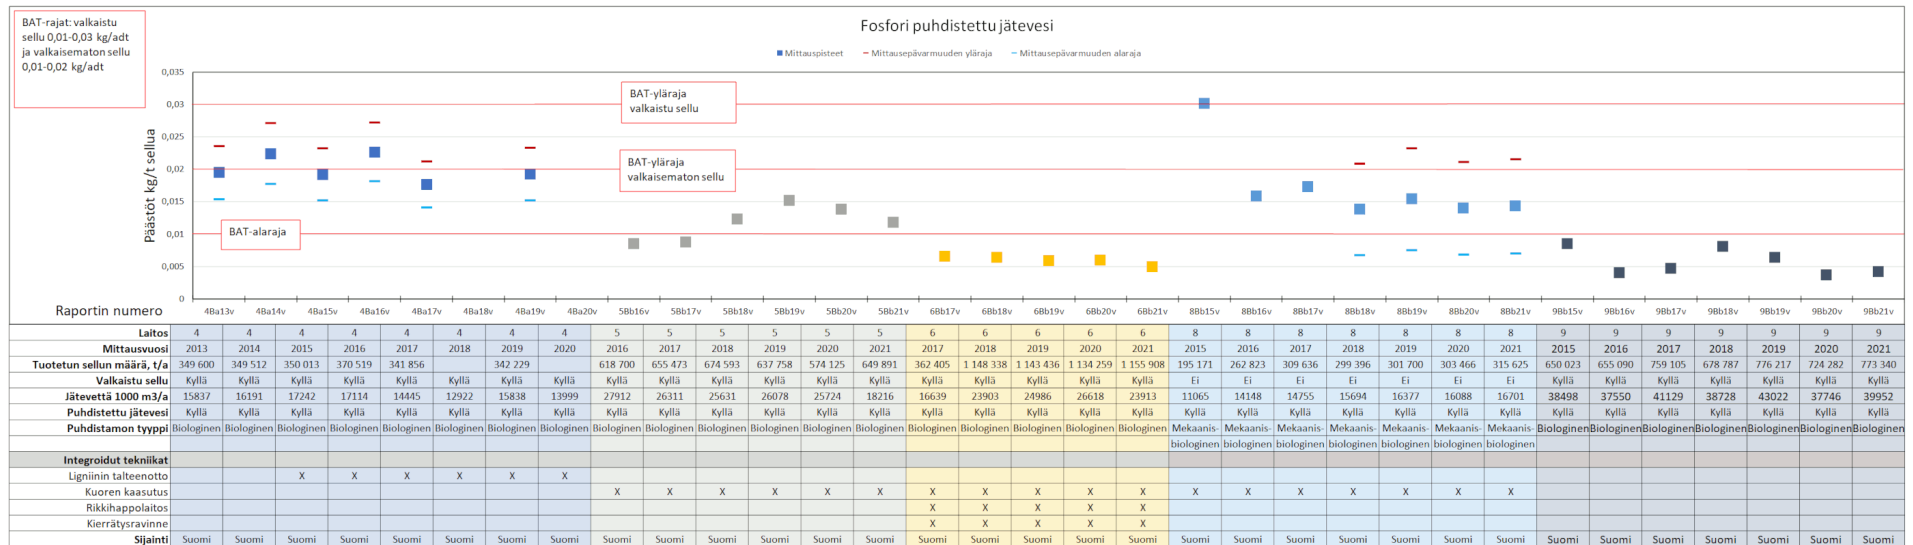 BAT-rajat: valkaistu
sellu 0,01-0,03 kg/adt
ja valkaisematon sellu
0,01-0,02 kg/adt
Fosfori puhdistettu jätevesi
Mittauspisteet Mittausepävarmuuden yläraja Mittausepävarmuuden alaraja
Päästöt kg/t sellua
0,035
0,03
0,025
0,02
0,015
0,01
0,005
0
BAT-yläraja
valkaistu sellu
BAT-yläraja
valkaisematon sellu
BAT-alaraja
Raportin numero 4Ba13v 4Ba14v 4Ba15v 4Ba16v 4Ba17v 4Ba18v 4Ba19v 4Ba20v 5Bb16v 5Bb17v 5Bb18v 5Bb19v 5Bb20v 5Bb21v 6Bb17v 6Bb18v 6Bb19v 6Bb20v 6Bb21v 8Bb15v 8Bb16v 8Bb17v 8Bb18v 8Bb19v 8Bb20v 8Bb21v 9Bb15v 9Bb16v 9Bb17v 9Bb18v 9Bb19v 9Bb20v 9Bb21v
Laitos 4 4 4 4 4 4 4 4 5 5 5 5 5 5 6 6 6 6 6 8 8 8 8 8 8 8 9 9 9 9 9 9 9
Mittausvuosi 2013 2014 2015 2016 2017 2018 2019 2020 2016 2017 2018 2019 2020 2021 2017 2018 2019 2020 2021 2015 2016 2017 2018 2019 2020 2021 2015 2016 2017 2018 2019 2020 2021
Tuotetun sellun määrä, t/a 349 600 349 512 350 013 370 519 341 856 342 229 618 700 655 473 674 593 637 758 574 125 649 891 362 405 1 148 338 1 143 436 1 134 259 1 155 908 195 171 262 823 309 636 299 396 301 700 303 466 315 625 650 023 655 090 759 105 678 787 776 217 724 282 773 340
Valkaistu sellu Kyllä Kyllä Kyllä Kyllä Kyllä Kyllä Kyllä Kyllä Kyllä Kyllä Kyllä Kyllä Kyllä Kyllä Kyllä Kyllä Kyllä Kyllä Kyllä Ei Ei Ei Ei Ei Ei Ei Kyllä Kyllä Kyllä Kyllä Kyllä Kyllä Kyllä
Jätevettä 1000 m3/a 15837 16191 17242 17114 14445 12922 15838 13999 27912 26311 25631 26078 25724 18216 16639 23903 24986 26618 23913 11065 14148 14755 15694 16377 16088 16701 38498 37550 41129 38728 43022 37746 39952
Puhdistettu jätevesi Kyllä Kyllä Kyllä Kyllä Kyllä Kyllä Kyllä Kyllä Kyllä Kyllä Kyllä Kyllä Kyllä Kyllä Kyllä Kyllä Kyllä Kyllä Kyllä Kyllä Kyllä Kyllä Kyllä Kyllä Kyllä Kyllä Kyllä Kyllä Kyllä Kyllä Kyllä Kyllä Kyllä
Puhdistamon tyyppi Biologinen Biologinen Biologinen Biologinen Biologinen Biologinen Biologinen Biologinen Biologinen Biologinen Biologinen Biologinen Biologinen Biologinen Biologinen Biologinen Biologinen Biologinen Biologinen Mekaanis- Mekaanis- Mekaanis- Mekaanis- Mekaanis- Mekaanis- Mekaanis- Biologinen Biologinen Biologinen Biologinen Biologinen Biologinen Biologinen
biologinen biologinen biologinen biologinen biologinen biologinen biologinen
Integroidut tekniikat
Ligniinin talteenotto X X X X X X
Kuoren kaasutus X X X X X X X X X X X X X X X X X X
Rikkihappolaitos X X X X X
Kierrätysravinne X X X X X
Sijainti Suomi Suomi Suomi Suomi Suomi Suomi Suomi Suomi Suomi Suomi Suomi Suomi Suomi Suomi Suomi Suomi Suomi Suomi Suomi Suomi Suomi Suomi Suomi Suomi Suomi Suomi Suomi Suomi Suomi Suomi Suomi Suomi Suomi